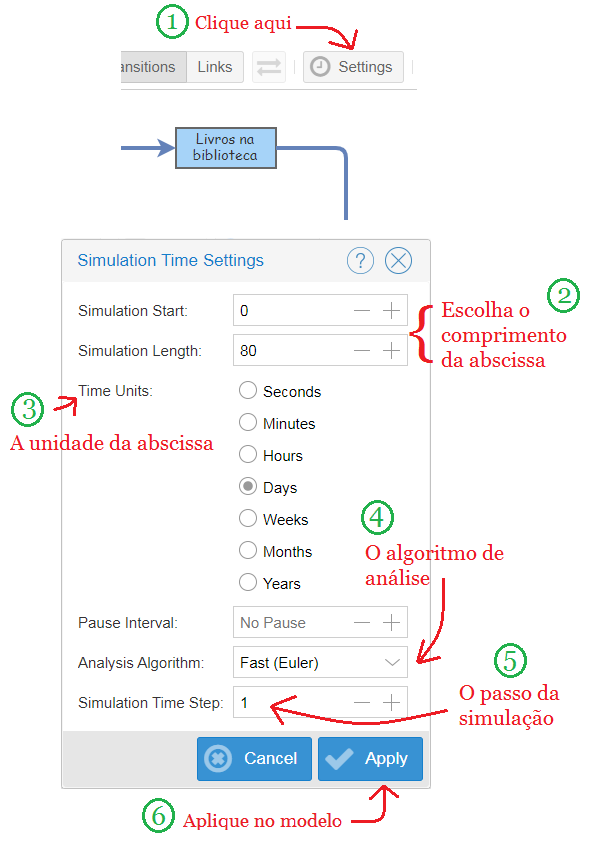 1 Clique aqui
ansitions Links Settings
Livros na
biblioteca
Simulation Time Settings ?
2
Simulation Start: 0
Escolha o
comprimento
da abscissa
Simulation Length: 80
Time Units:
3
A unidade da abscissa
Seconds
Minutes
Hours
Days
Weeks
Months
Years
4
O algoritmo de
análise
Pause Interval: No Pause
Analysis Algorithm: Fast (Euler)
5
O passo da
simulação
Simulation Time Step: 1
Cancel Apply
6 Aplique no modelo